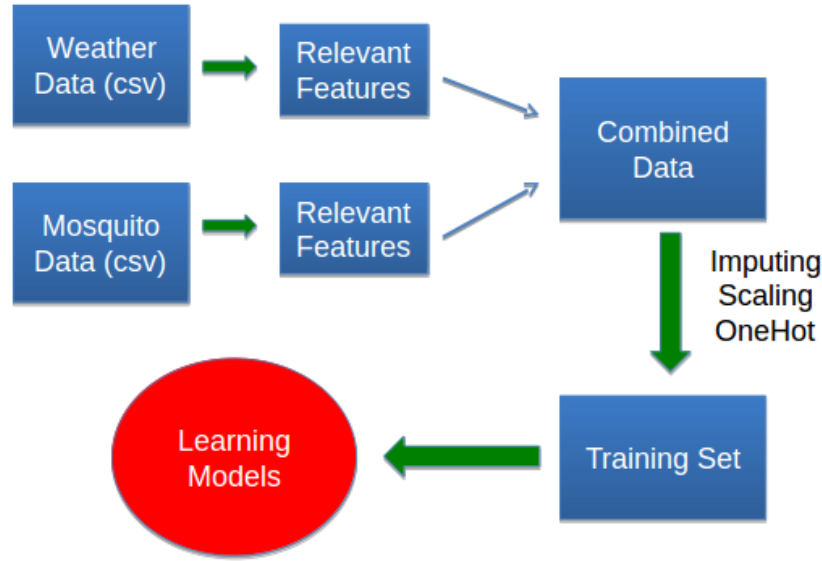 Weather
Data (csv)
Relevant
Features
Combined
Data
Mosquito
Data (csv)
Relevant
Features
Imputing
Scaling
OneHot
Learning
Models
Training Set